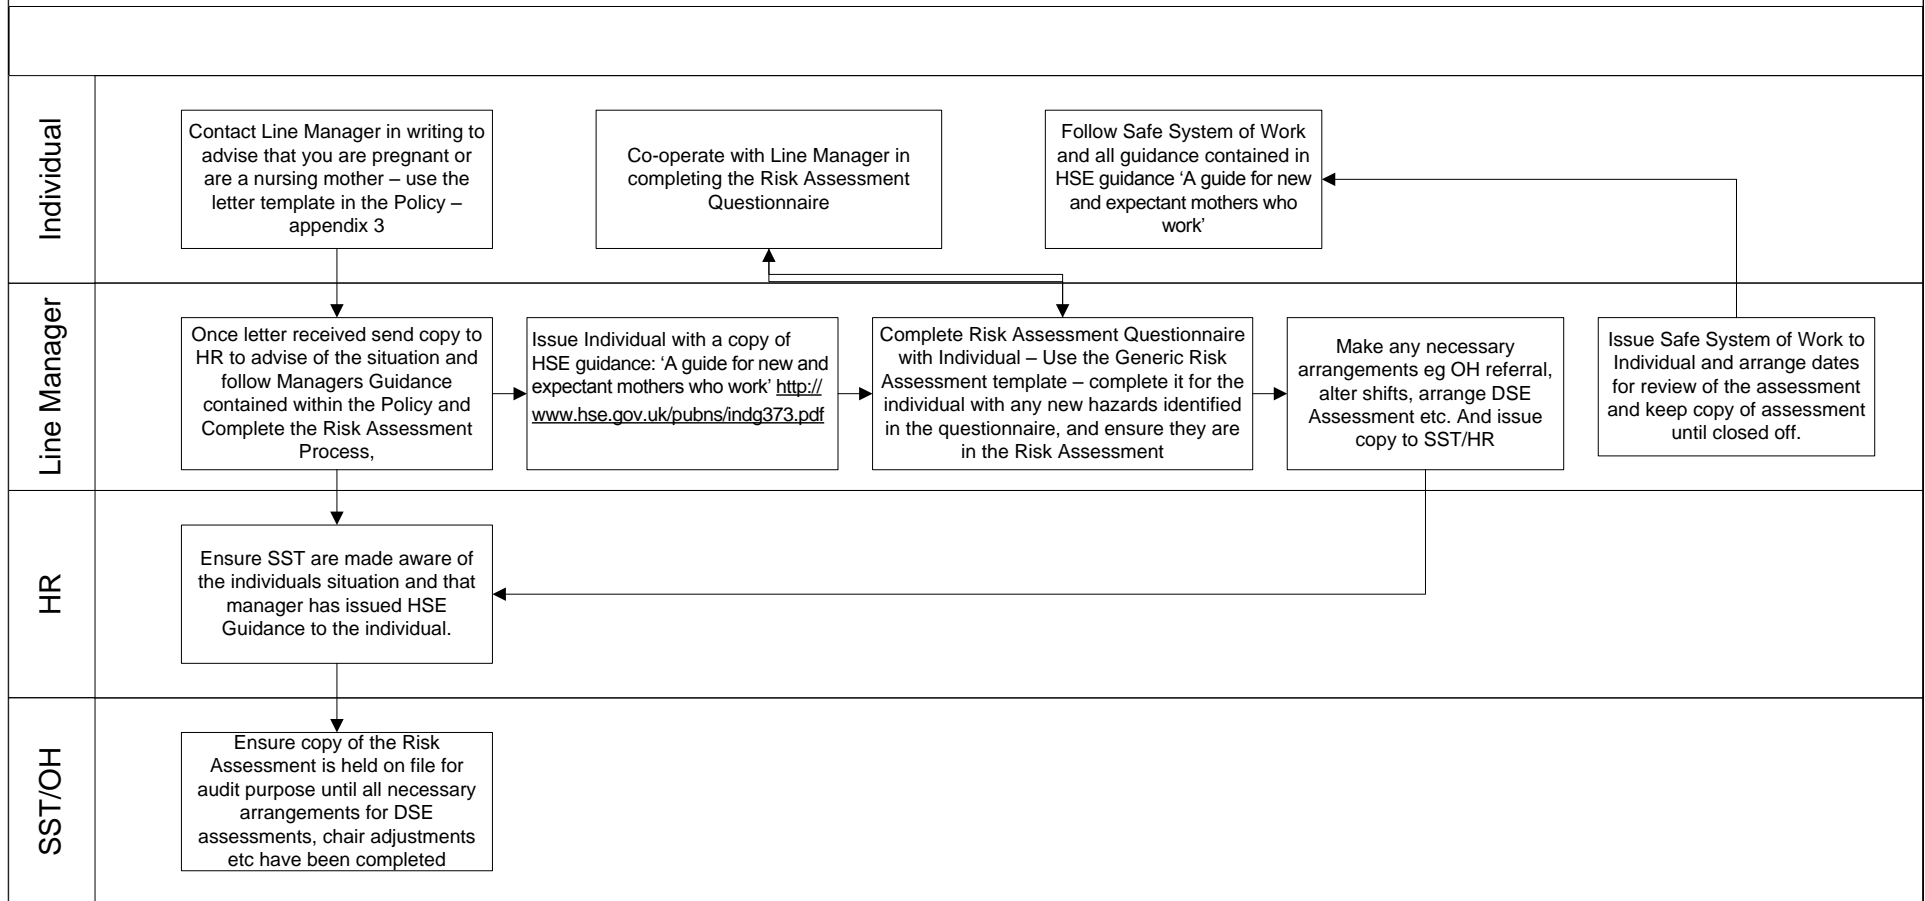 Individual
Contact Line Manager in writing to
advise that you are pregnant or
are a nursing mother – use the
letter template in the Policy –
appendix 3
Co-operate with Line Manager in
completing the Risk Assessment
Questionnaire
Follow Safe System of Work
and all guidance contained in
HSE guidance ‘A guide for new
and expectant mothers who
work’
Line Manager
Once letter received send copy to
HR to advise of the situation and
follow Managers Guidance
contained within the Policy and
Complete the Risk Assessment
Process,
Issue Individual with a copy of
HSE guidance: ‘A guide for new and
expectant mothers who work’ http://
www.hse.gov.uk/pubns/indg373.pdf
Complete Risk Assessment Questionnaire
with Individual – Use the Generic Risk
Assessment template – complete it for the
individual with any new hazards identified
in the questionnaire, and ensure they are
in the Risk Assessment
Make any necessary
arrangements eg OH referral,
alter shifts, arrange DSE
Assessment etc. And issue
copy to SST/HR
Issue Safe System of Work to
Individual and arrange dates
for review of the assessment
and keep copy of assessment
until closed off.
HR
Ensure SST are made aware of
the individuals situation and that
manager has issued HSE
Guidance to the individual.
SST/OH
Ensure copy of the Risk
Assessment is held on file for
audit purpose until all necessary
arrangements for DSE
assessments, chair adjustments
etc have been completed